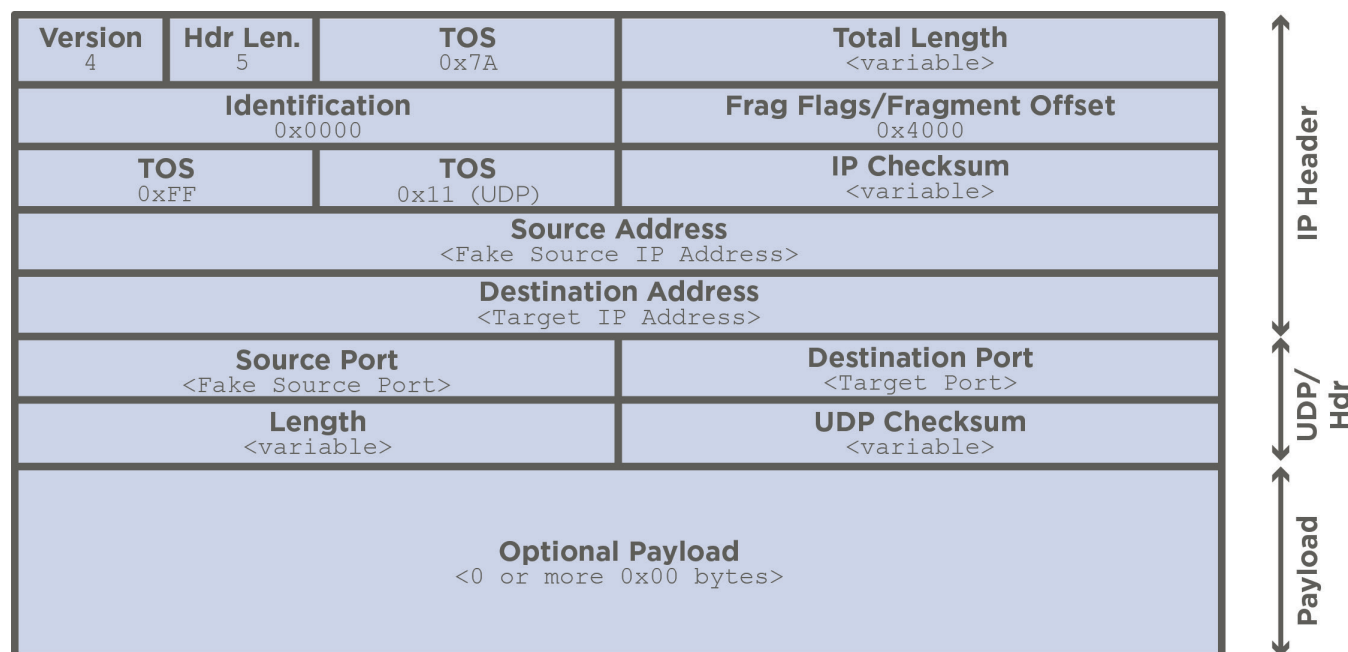 Version
4
Hdr Len.
5
TOS
0x7A
Total Length
<variable>
Identification
0x0000
Frag Flags/Fragment Offset
0x4000
TOS
0xFF
TOS
0x11 (UDP)
IP Checksum
<variable>
Source Address
<Fake Source IP Address>
Destination Address
<Target IP Address>
IP Header
Source Port
<Fake Source Port>
Destination Port
<Target Port>
Length
<variable>
UDP Checksum
<variable>
UDP/
Hdr
Optional Payload
<0 or more 0x00 bytes>
Payload